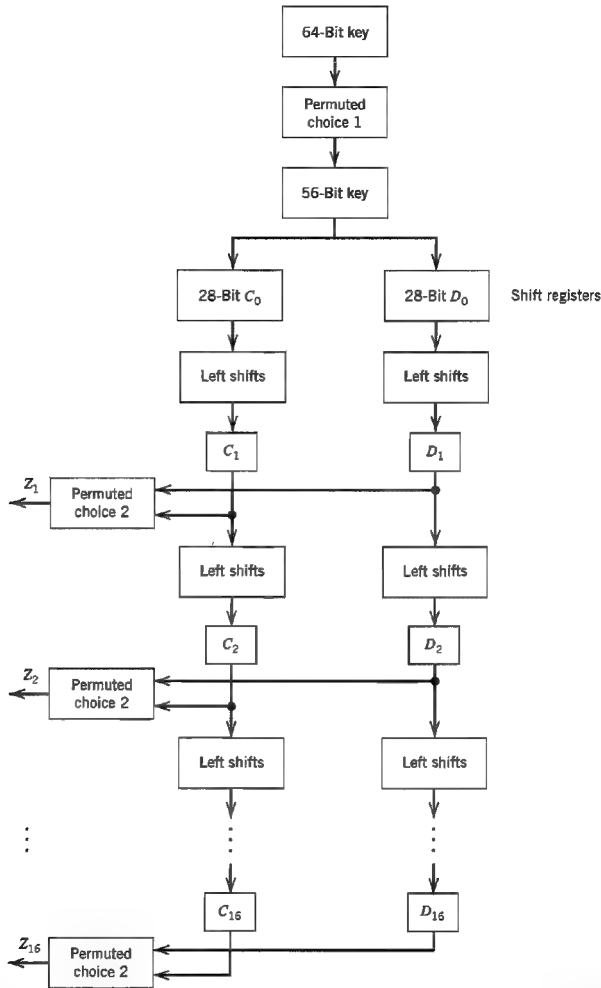 64-Bit key
Permuted
choice 1
56-Bit key
28-Bit C₀
28-Bit D₀
Shift registers
Left shifts
Left shifts
C₁
D₁
Z₁
Permuted
choice 2
Left shifts
Left shifts
C₂
D₂
Z₂
Permuted
choice 2
Left shifts
Left shifts
C₁₆
D₁₆
Z₁₆
Permuted
choice 2